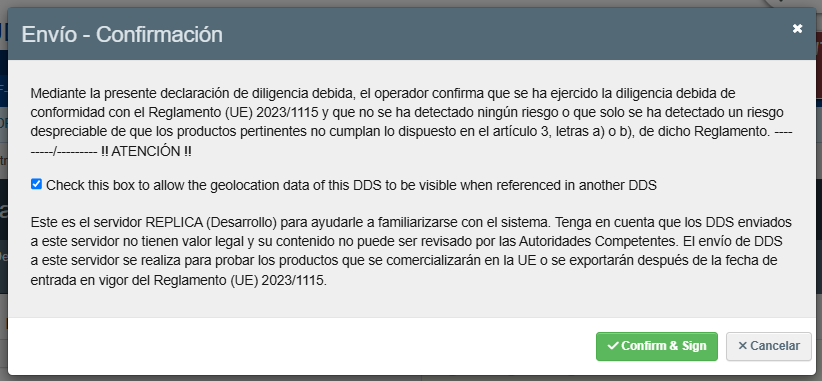 Envío - Confirmación
Mediante la presente declaración de diligencia debida, el operador confirma que se ha ejercido la diligencia debida de
conformidad con el Reglamento (UE) 2023/1115 y que no se ha detectado ningún riesgo o que solo se ha detectado un riesgo
despreciable de que los productos pertinentes no cumplan lo dispuesto en el artículo 3, letras a) o b), de dicho Reglamento. ----
-----/--------- !! ATENCIÓN !!
Check this box to allow the geolocation data of this DDS to be visible when referenced in another DDS
Este es el servidor REPLICA (Desarrollo) para ayudarle a familiarizarse con el sistema. Tenga en cuenta que los DDS enviados
a este servidor no tienen valor legal y su contenido no puede ser revisado por las Autoridades Competentes. El envío de DDS
a este servidor se realiza para probar los productos que se comercializarán en la UE o se exportarán después de la fecha de
entrada en vigor del Reglamento (UE) 2023/1115.
Confirm & Sign
Cancelar